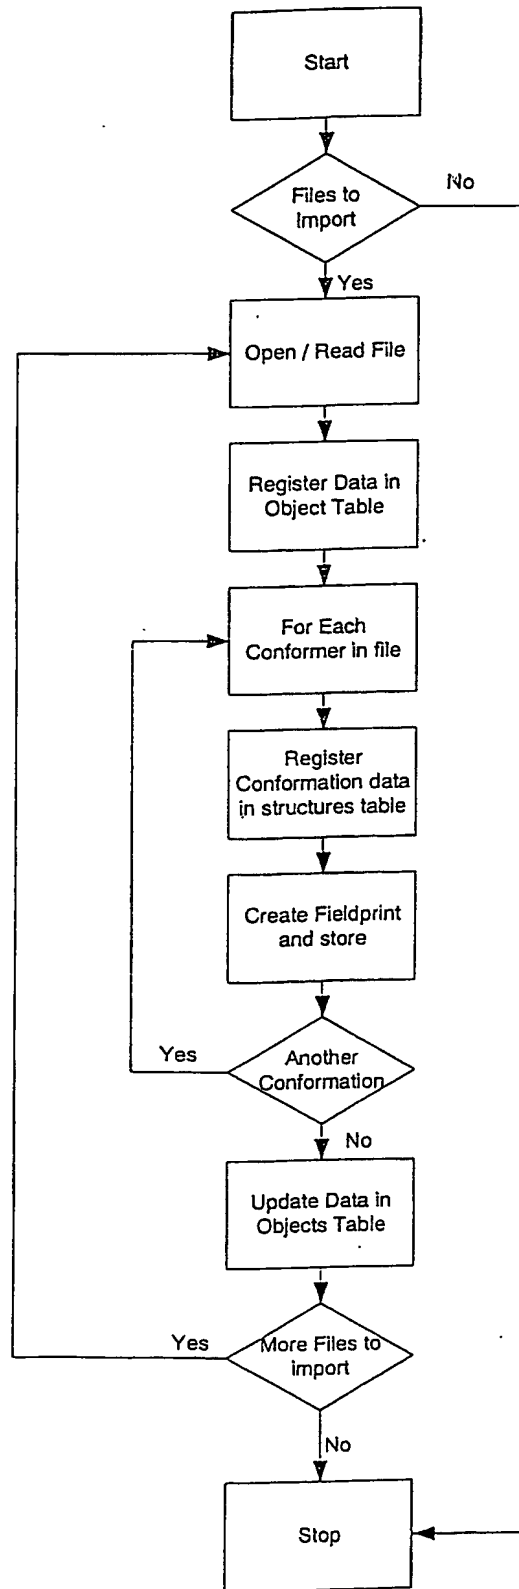 Start
Files to
Import
No
Yes
Open / Read File
Register Data in
Object Table
For Each
Conformer in file
Register
Conformation data
in structures table
Create Fieldprint
and store
Yes
Another
Conformation
No
Update Data in
Objects Table
Yes
More Files to
import
No
Stop